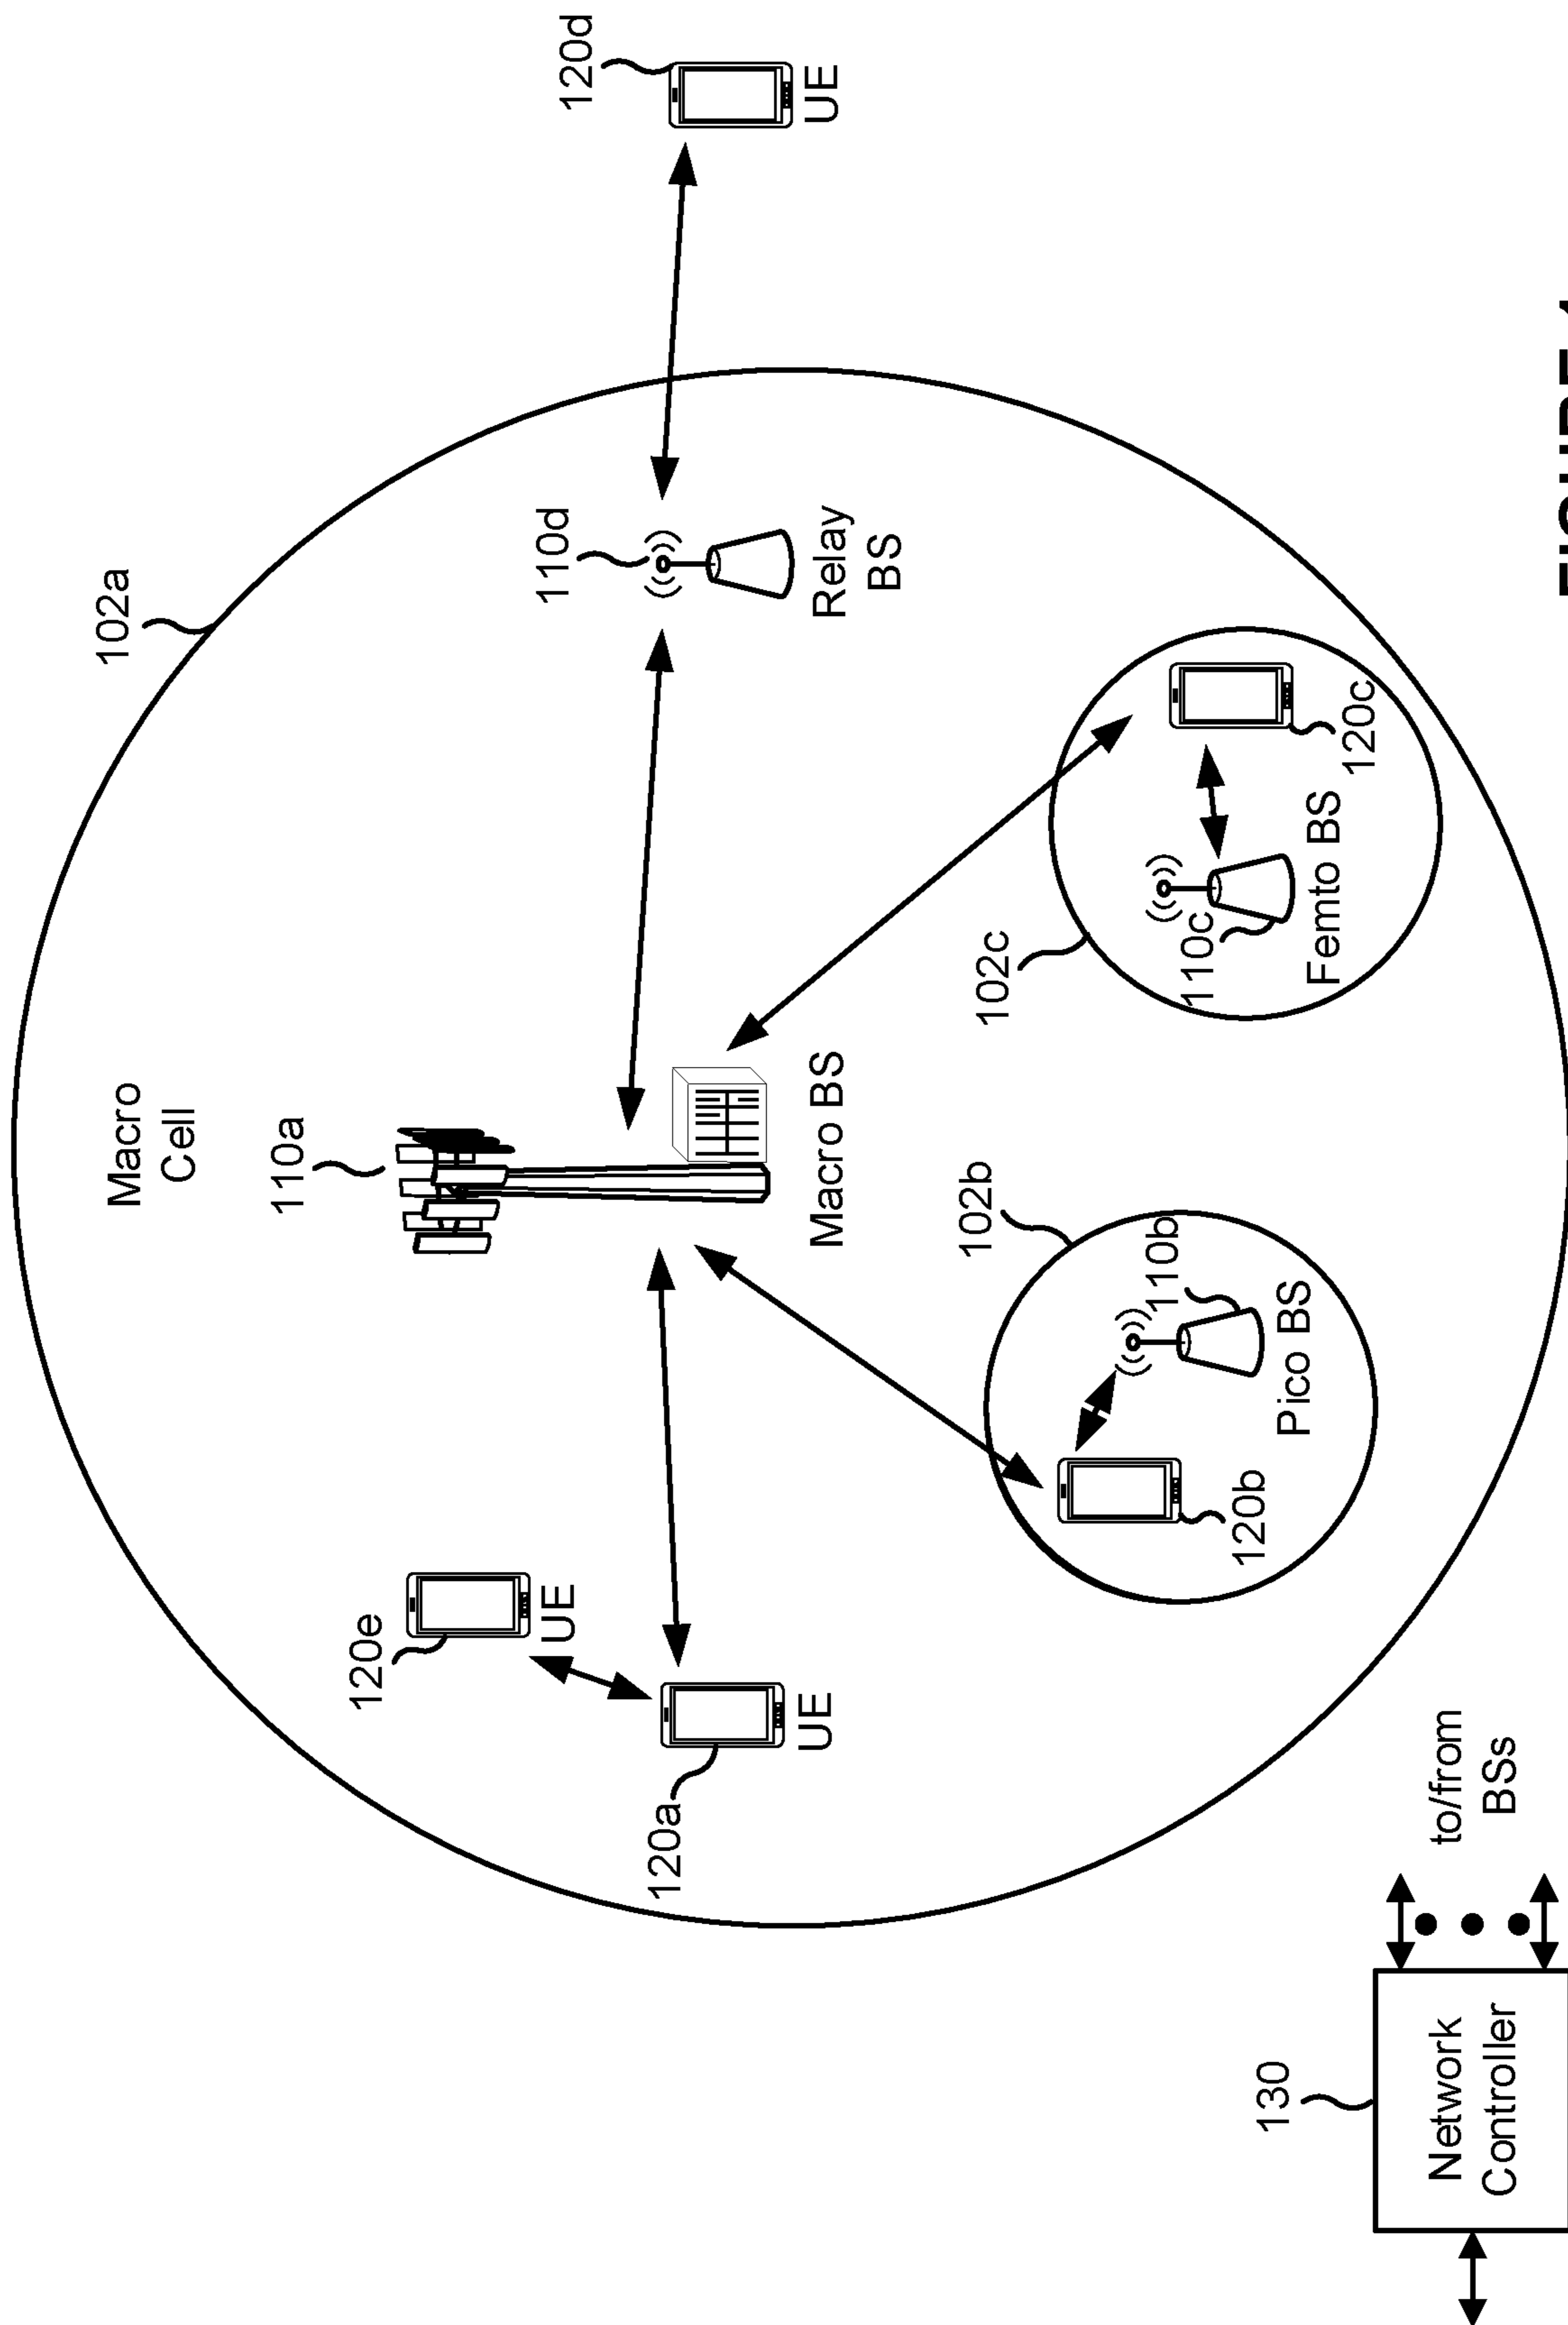 Macro
Cell
102a
110a
120e
UE
120d
UE
110d
Relay
BS
120a
UE
Macro BS
102b
102c
110b
Pico BS
120b
110c
Femto BS
120c
130
Network
Controller
to/from
BSs